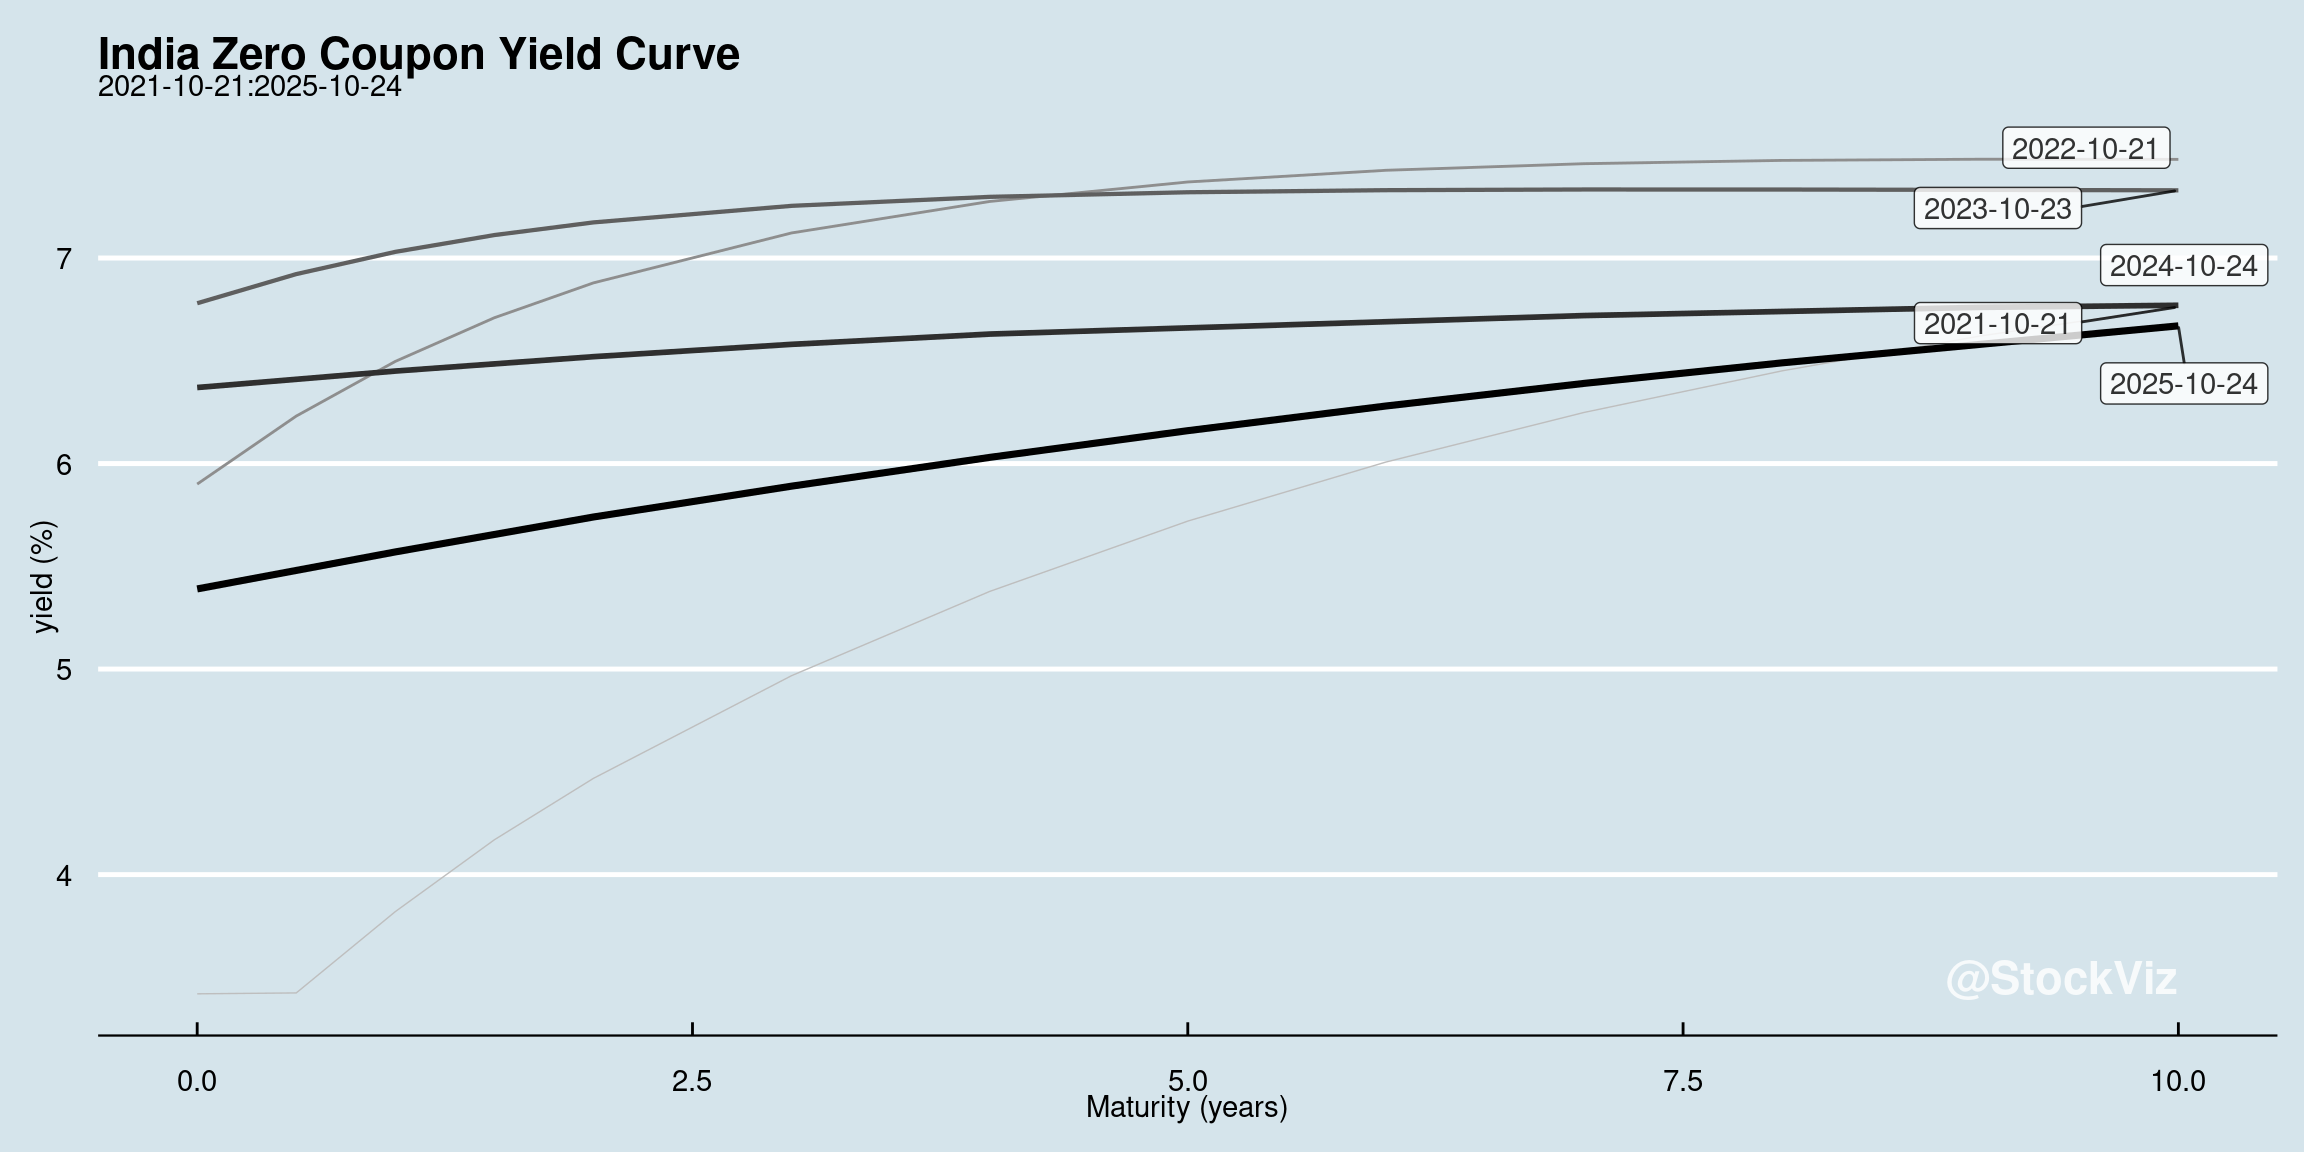 India Zero Coupon Yield Curve
2021-10-21:2025-10-24
2022-10-21
2023-10-23
2024-10-24
2021-10-21
2025-10-24
7
6
5
4
yield (%)
@StockViz
0.0 2.5 5.0 7.5 10.0
Maturity (years)